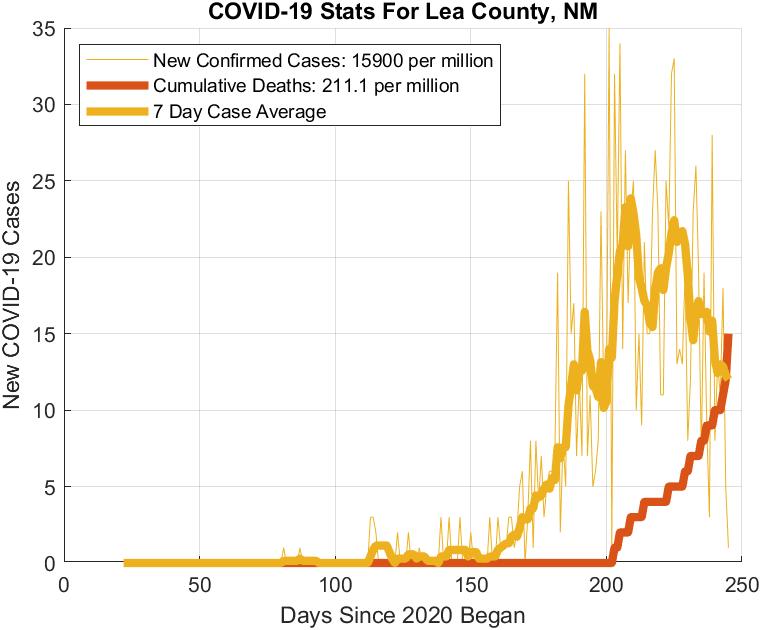 COVID-19 Stats For Lea County, NM
New Confirmed Cases: 15900 per million
Cumulative Deaths: 211.1 per million
7 Day Case Average
New COVID-19 Cases
35
30
25
20
15
10
5
0
0 50 100 150 200 250
Days Since 2020 Began